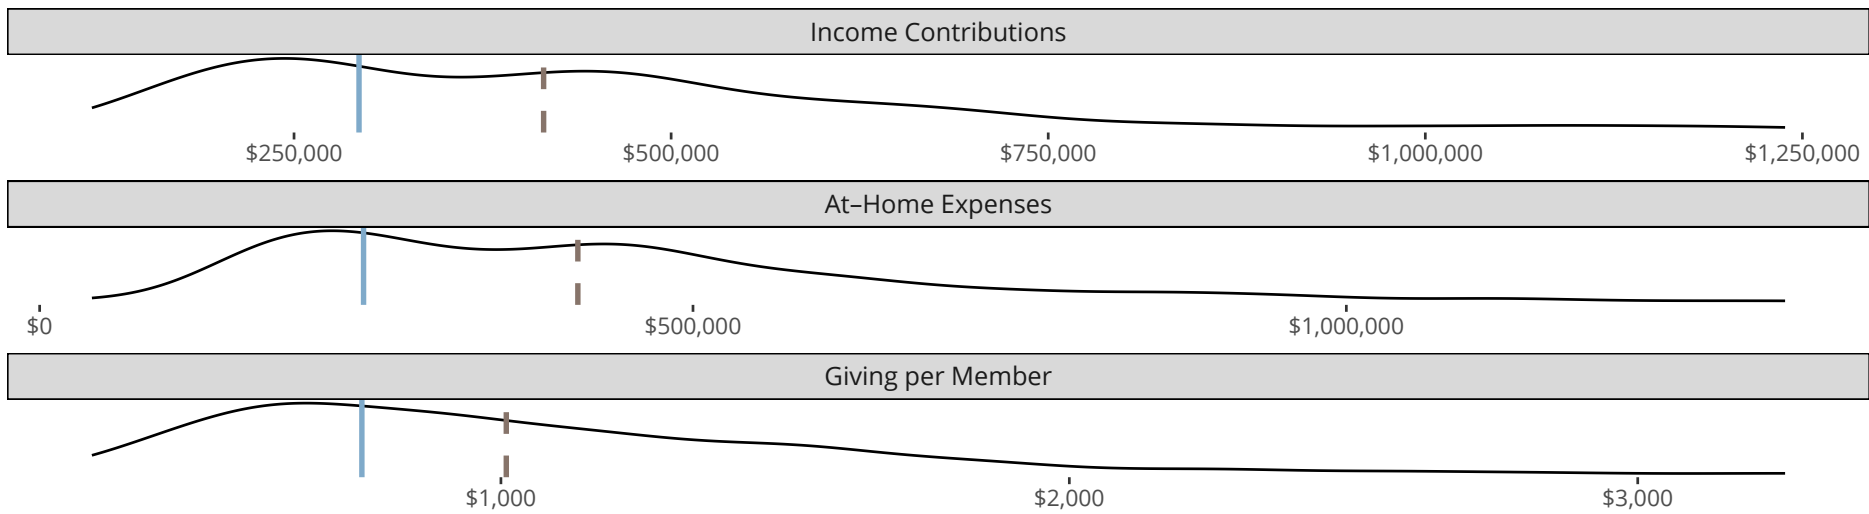 Income Contributions
$250,000 $500,000 $750,000 $1,000,000 $1,250,000
At–Home Expenses
$0 $500,000 $1,000,000
Giving per Member
$1,000 $2,000 $3,000